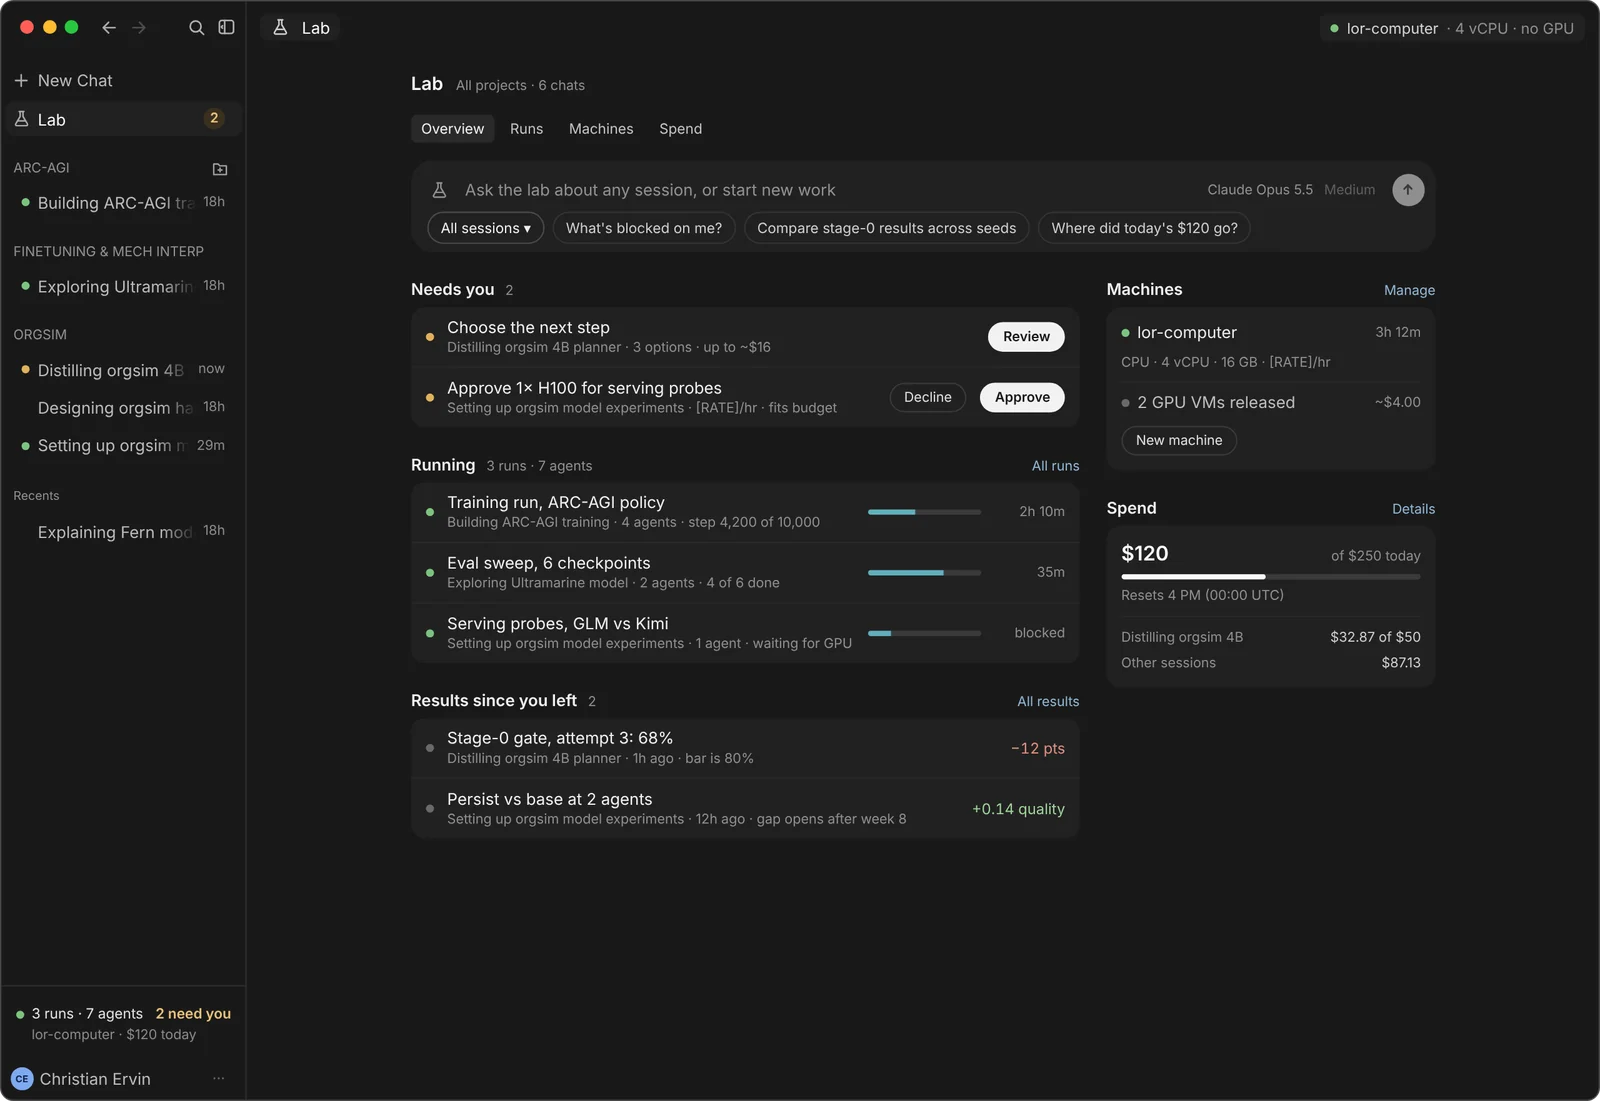 Lab
lor-computer · 4 vCPU · no GPU
New Chat
Lab
2
ARC-AGI
Building ARC-AGI tra
18h
FINETUNING & MECH INTERP
Exploring Ultramarin
18h
ORGSIM
Distilling orgsim 4B
now
Designing orgsim ha
18h
Setting up orgsim m
29m
Recents
Explaining Fern mod
18h
3 runs · 7 agents 2 need you
lor-computer · $120 today
CE Christian Ervin
Lab All projects · 6 chats
Overview Runs Machines Spend
Ask the lab about any session, or start new work
Claude Opus 5.5 Medium
All sessions ▾ What's blocked on me? Compare stage-0 results across seeds Where did today's $120 go?
Needs you 2
Choose the next step
Distilling orgsim 4B planner · 3 options · up to ~$16
Review
Approve 1× H100 for serving probes
Setting up orgsim model experiments · [RATE]/hr · fits budget
Decline Approve
Running 3 runs · 7 agents
All runs
Training run, ARC-AGI policy
Building ARC-AGI training · 4 agents · step 4,200 of 10,000
2h 10m
Eval sweep, 6 checkpoints
Exploring Ultramarine model · 2 agents · 4 of 6 done
35m
Serving probes, GLM vs Kimi
Setting up orgsim model experiments · 1 agent · waiting for GPU
blocked
Results since you left 2
All results
Stage-0 gate, attempt 3: 68%
Distilling orgsim 4B planner · 1h ago · bar is 80%
−12 pts
Persist vs base at 2 agents
Setting up orgsim model experiments · 12h ago · gap opens after week 8
+0.14 quality
Machines
Manage
lor-computer
3h 12m
CPU · 4 vCPU · 16 GB · [RATE]/hr
2 GPU VMs released
~$4.00
New machine
Spend
Details
$120
of $250 today
Resets 4 PM (00:00 UTC)
Distilling orgsim 4B
$32.87 of $50
Other sessions
$87.13